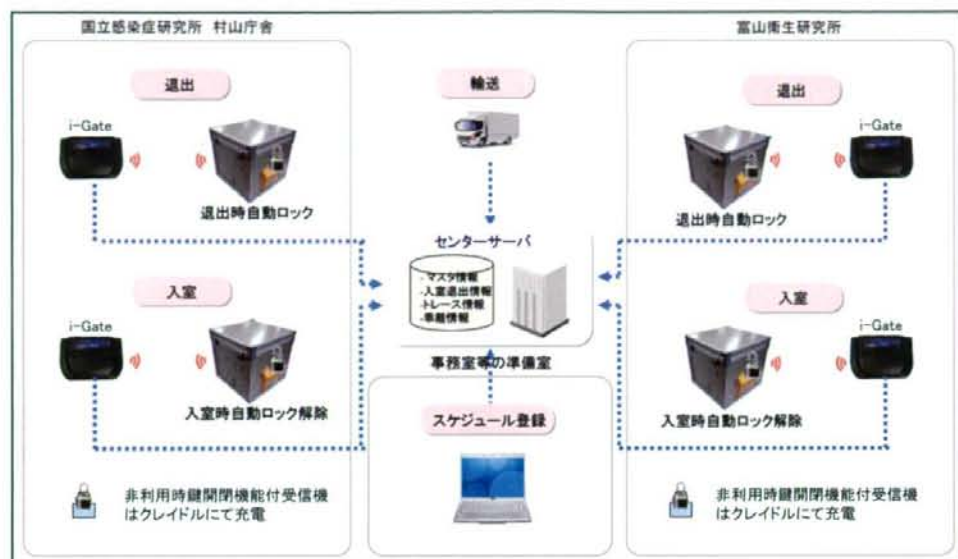 国立感染症研究所 村山庁舎
退出
i-Gate
退出時自動ロック
入室
i-Gate
入室時自動ロック解除
非利用時鍵開閉機能付受信機
はクレイドルにて充電
輸送
センターサーバ
-マスタ情報
-入室退出情報
-トレース情報
-車輌情報
事務室等の準備室
スケジュール登録
富山衛生研究所
退出
i-Gate
退出時自動ロック
入室
i-Gate
入室時自動ロック解除
非利用時鍵開閉機能付受信機
はクレイドルにて充電